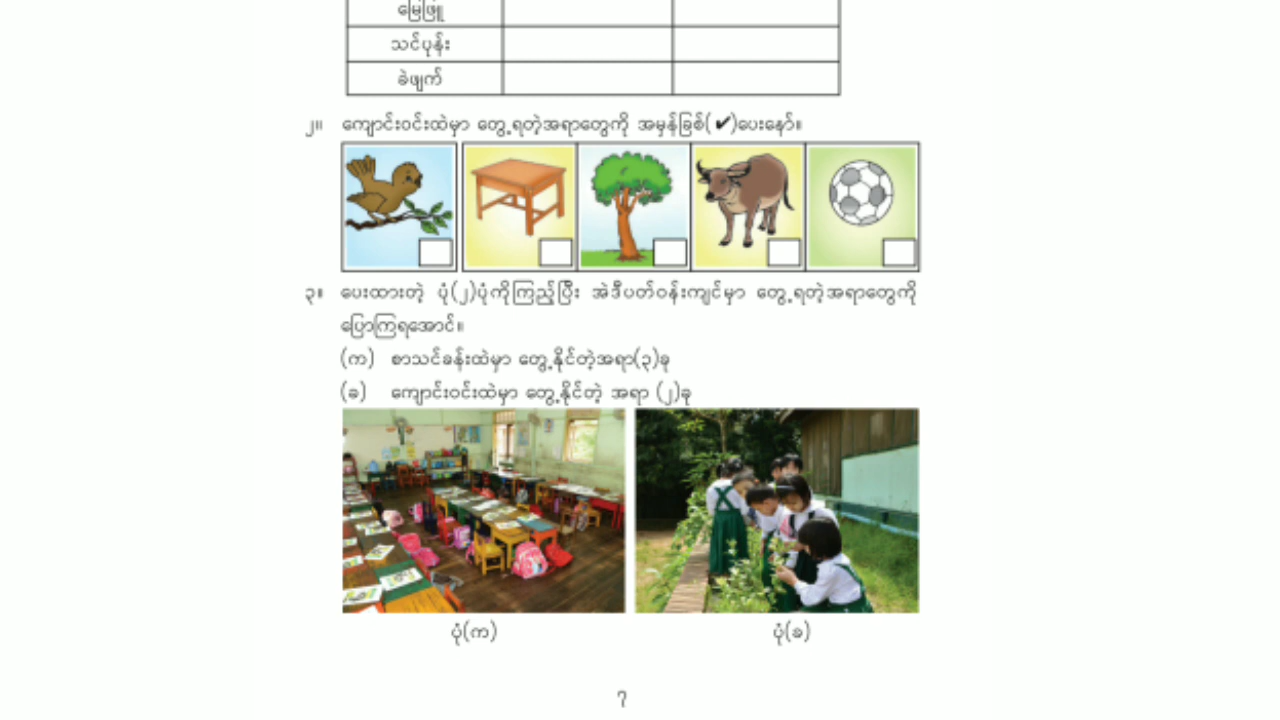 မြေဖြူ
သင်ပုန်း
ခဲဖျက်
၂။ ကျောင်းဝင်းထဲမှာ တွေ့ရတဲ့အရာတွေကို အမှန်ခြစ်(✔)ပေးနော်။
၃။ ပေးထားတဲ့ ပုံ(၂)ပုံကိုကြည့်ပြီး အဲဒီပတ်ဝန်းကျင်မှာ တွေ့ရတဲ့အရာတွေကို
ပြောကြရအောင်။
(က) စာသင်ခန်းထဲမှာ တွေ့နိုင်တဲ့အရာ(၃)ခု
(ခ) ကျောင်းဝင်းထဲမှာ တွေ့နိုင်တဲ့ အရာ (၂)ခု
ပုံ(က) ပုံ(ခ)
၇